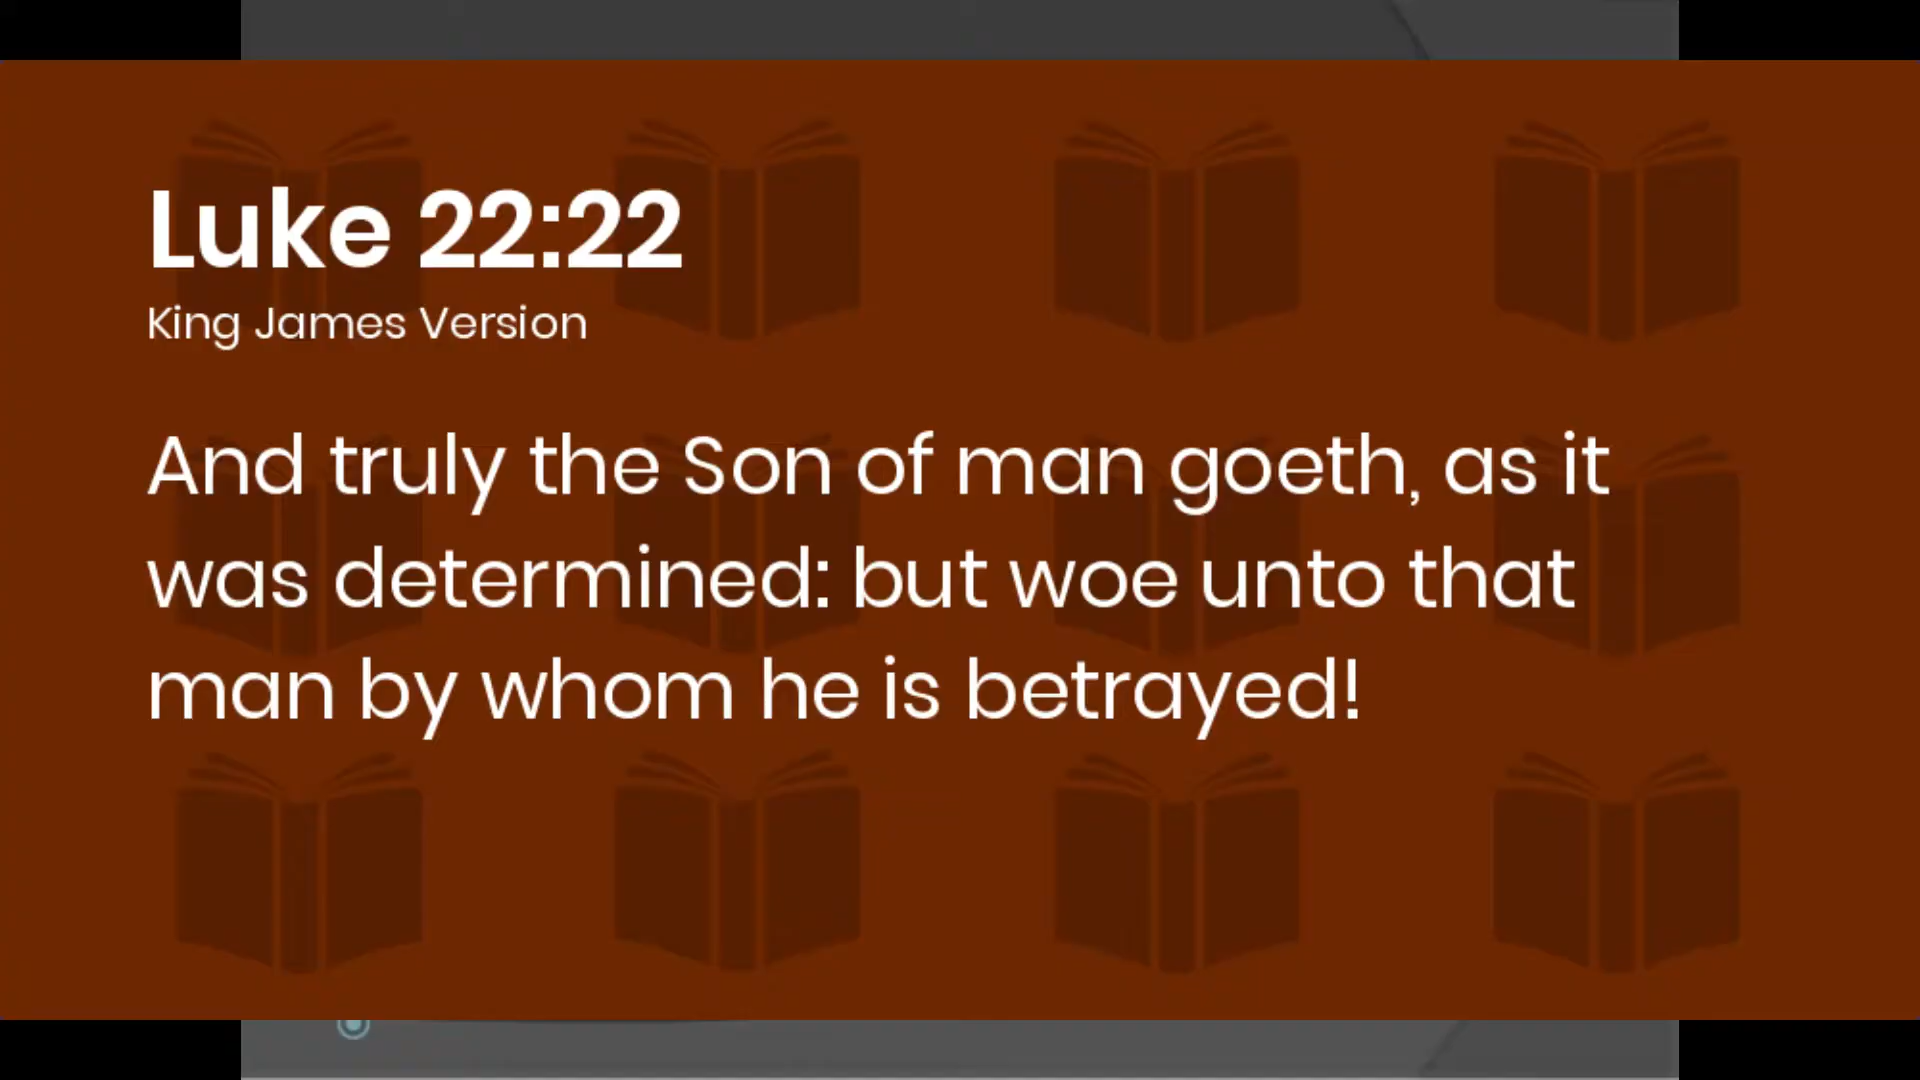 Luke 22:22
King James Version
And truly the Son of man goeth, as it
was determined: but woe unto that
man by whom he is betrayed!